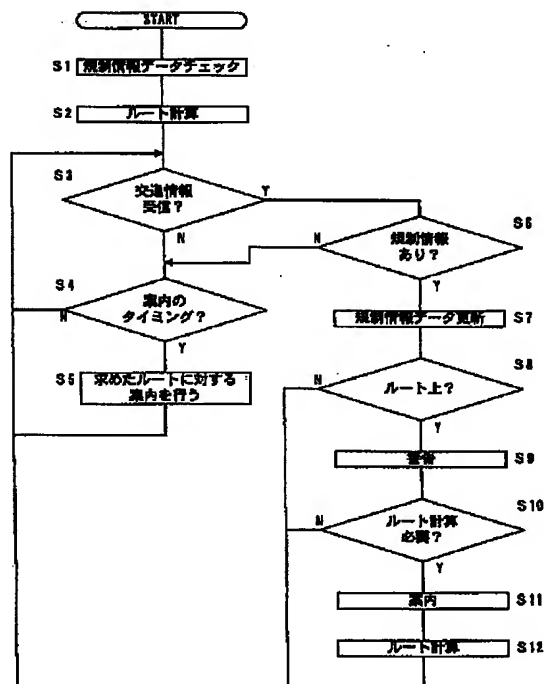 START
S1 規制情報データチェック
S2 ルート計算
S3 交通情報
受信?
Y
N
S6 規制情報
あり?
N
Y
S4 案内の
タイミング?
N
Y
S7 規制情報データ更新
S5 求めたルートに対する
案内を行う
S8 ルート上?
N
Y
S9 警告
S10 ルート計算
必要?
N
Y
S11 案内
S12 ルート計算